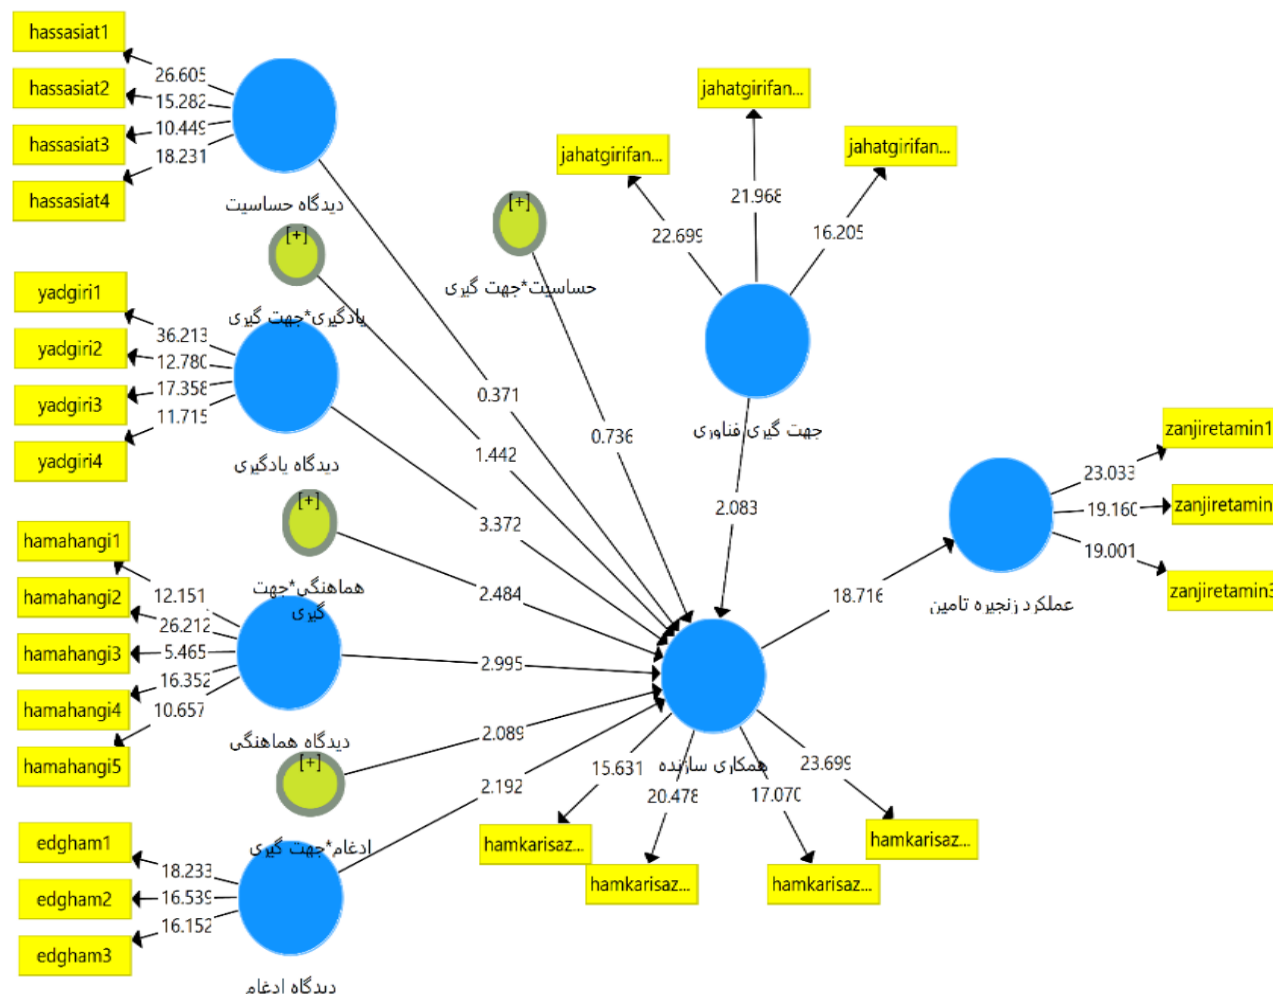 hassasiat1
hassasiat2
hassasiat3
hassasiat4
26.605
15.282
10.449
18.231
دیدگاه حساسیت
[+]
یادگیری*جهت گیری
yadgiri1
yadgiri2
yadgiri3
yadgiri4
36.213
12.780
17.358
11.715
دیدگاه یادگیری
[+]
هماهنگی*جهت
گیری
hamahangi1
hamahangi2
hamahangi3
hamahangi4
hamahangi5
12.151
26.212
5.465
16.352
10.657
دیدگاه هماهنگی
[+]
ادغام*جهت گیری
edgham1
edgham2
edgham3
18.233
16.539
16.152
دیدگاه ادغام
[+]
حساسیت*جهت گیری
0.371
1.442
0.736
3.372
2.484
2.995
2.089
2.192
jahatgirifan...
jahatgirifan...
jahatgirifan...
22.699
21.968
16.205
جهت گیری فناوری
2.083
همکاری سازنده
15.631
20.478
17.070
23.699
hamkarisaz...
hamkarisaz...
hamkarisaz...
hamkarisaz...
18.716
عملکرد زنجیره تامین
23.033
19.160
19.001
zanjiretamin1
zanjiretamin
zanjiretamin3